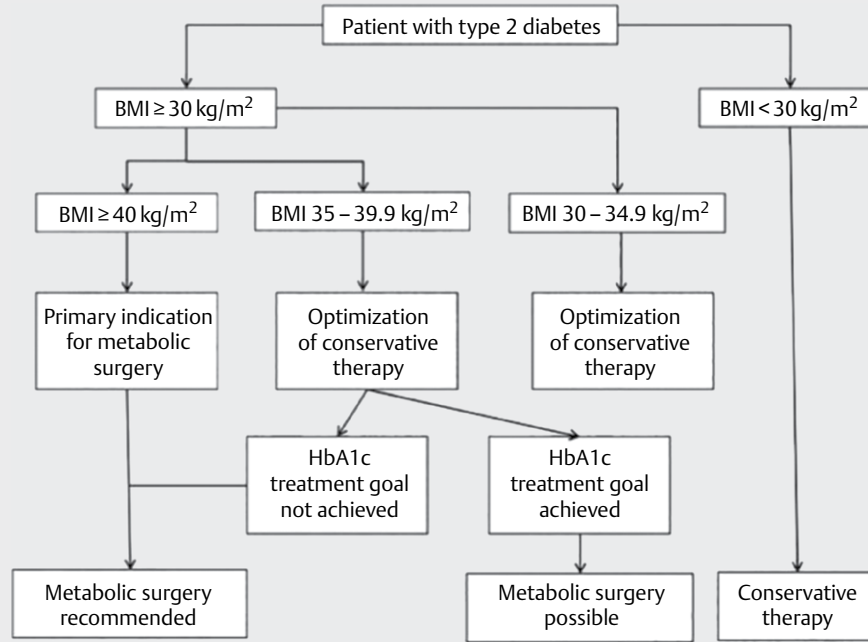 Patient with type 2 diabetes
BMI ≥ 30 kg/m²
BMI < 30 kg/m²
BMI ≥ 40 kg/m²
BMI 35 – 39.9 kg/m²
BMI 30 – 34.9 kg/m²
Primary indication
for metabolic
surgery
Optimization
of conservative
therapy
Optimization
of conservative
therapy
HbA1c
treatment goal
not achieved
HbA1c
treatment goal
achieved
Metabolic surgery
recommended
Metabolic surgery
possible
Conservative
therapy